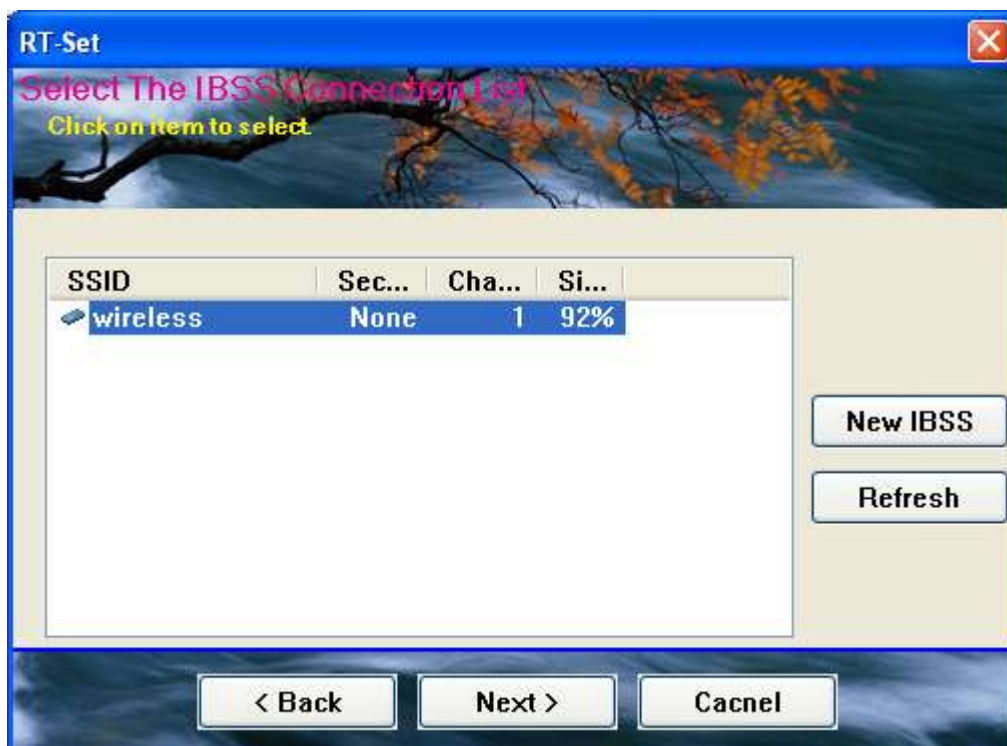 RT-Set
Select The IBSS Connection List
Click on item to select.
SSID Sec... Cha... Si...
wireless None 1 92%
New IBSS
Refresh
< Back Next > Cacnel